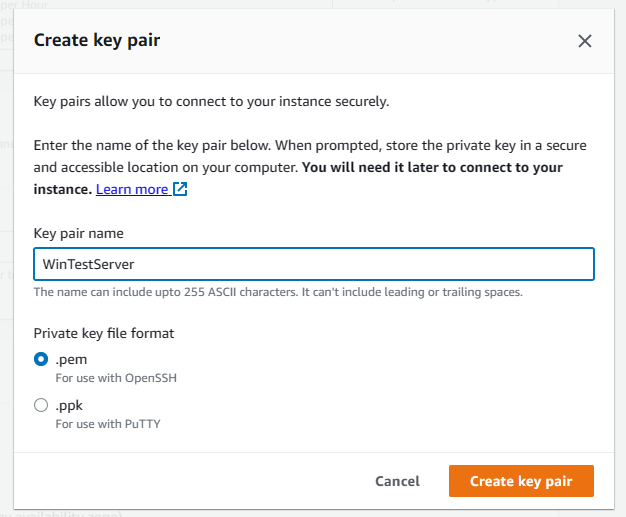 per Hour
Create key pair
Key pairs allow you to connect to your instance securely.
Enter the name of the key pair below. When prompted, store the private key in a secure
and accessible location on your computer. You will need it later to connect to your
instance. Learn more
Key pair name
WinTestServer
The name can include upto 255 ASCII characters. It can't include leading or trailing spaces.
Private key file format
.pem
For use with OpenSSH
.ppk
For use with PuTTY
Cancel
Create key pair